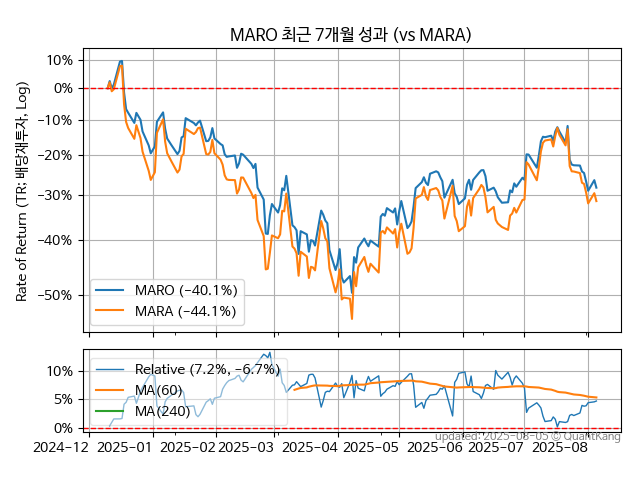 MARO 최근 7개월 성과 (vs MARA)
Rate of Return (TR: 배당재투자, Log)
10%
0%
−10%
−20%
−30%
−40%
−50%
MARO (−40.1%)
MARA (−44.1%)
10%
5%
0%
Relative (7.2%, −6.7%)
MA(60)
MA(240)
2024−12 2025−01 2025−02 2025−03 2025−04 2025−05 2025−06 2025−07 2025−08
updated: 2025−08−05 © QuantKang